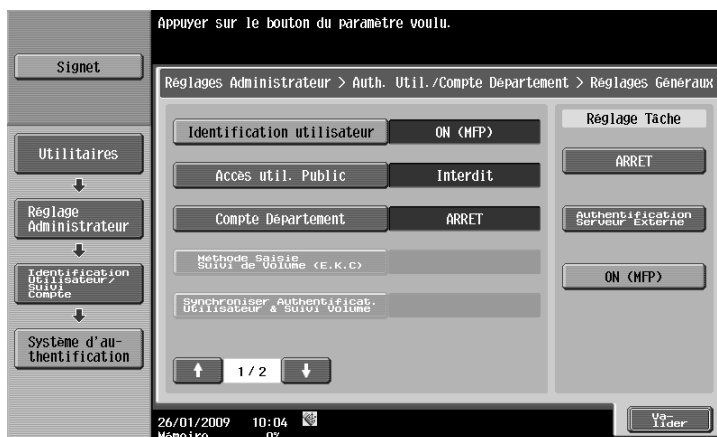 Appuyer sur le bouton du paramètre voulu.
Signet
Réglages Administrateur > Auth. Util./Compte Département > Réglages Généraux
Utilitaires
Réglage
Administrateur
Identification
Utilisateur/
Suivi
Compte
Système d'au-
thentification
Identification utilisateur
ON (MFP)
Accès util. Public
Interdit
Compte Département
ARRET
Méthode Saisie
Suivi de Volume (E.K.C)
Synchroniser Authentificat.
Utilisateur & Suivi Volume
1/2
Réglage Tâche
ARRET
Authentification
Serveur Externe
ON (MFP)
26/01/2009 10:04
Mémoire 0%
Va-
lider